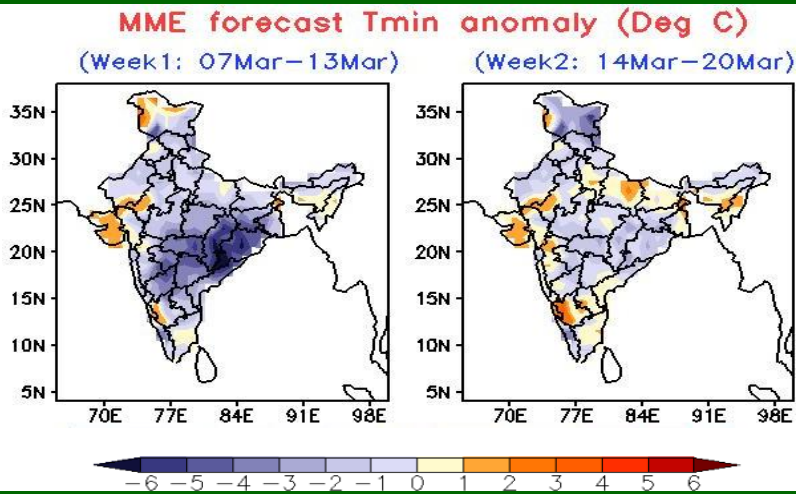 MME forecast Tmin anomaly (Deg C)
(Week1: 07Mar–13Mar)
(Week2: 14Mar–20Mar)
35N
30N
25N
20N
15N
10N
5N
70E 77E 84E 91E 98E
35N
30N
25N
20N
15N
10N
5N
70E 77E 84E 91E 98E
−6 −5 −4 −3 −2 −1 0 1 2 3 4 5 6